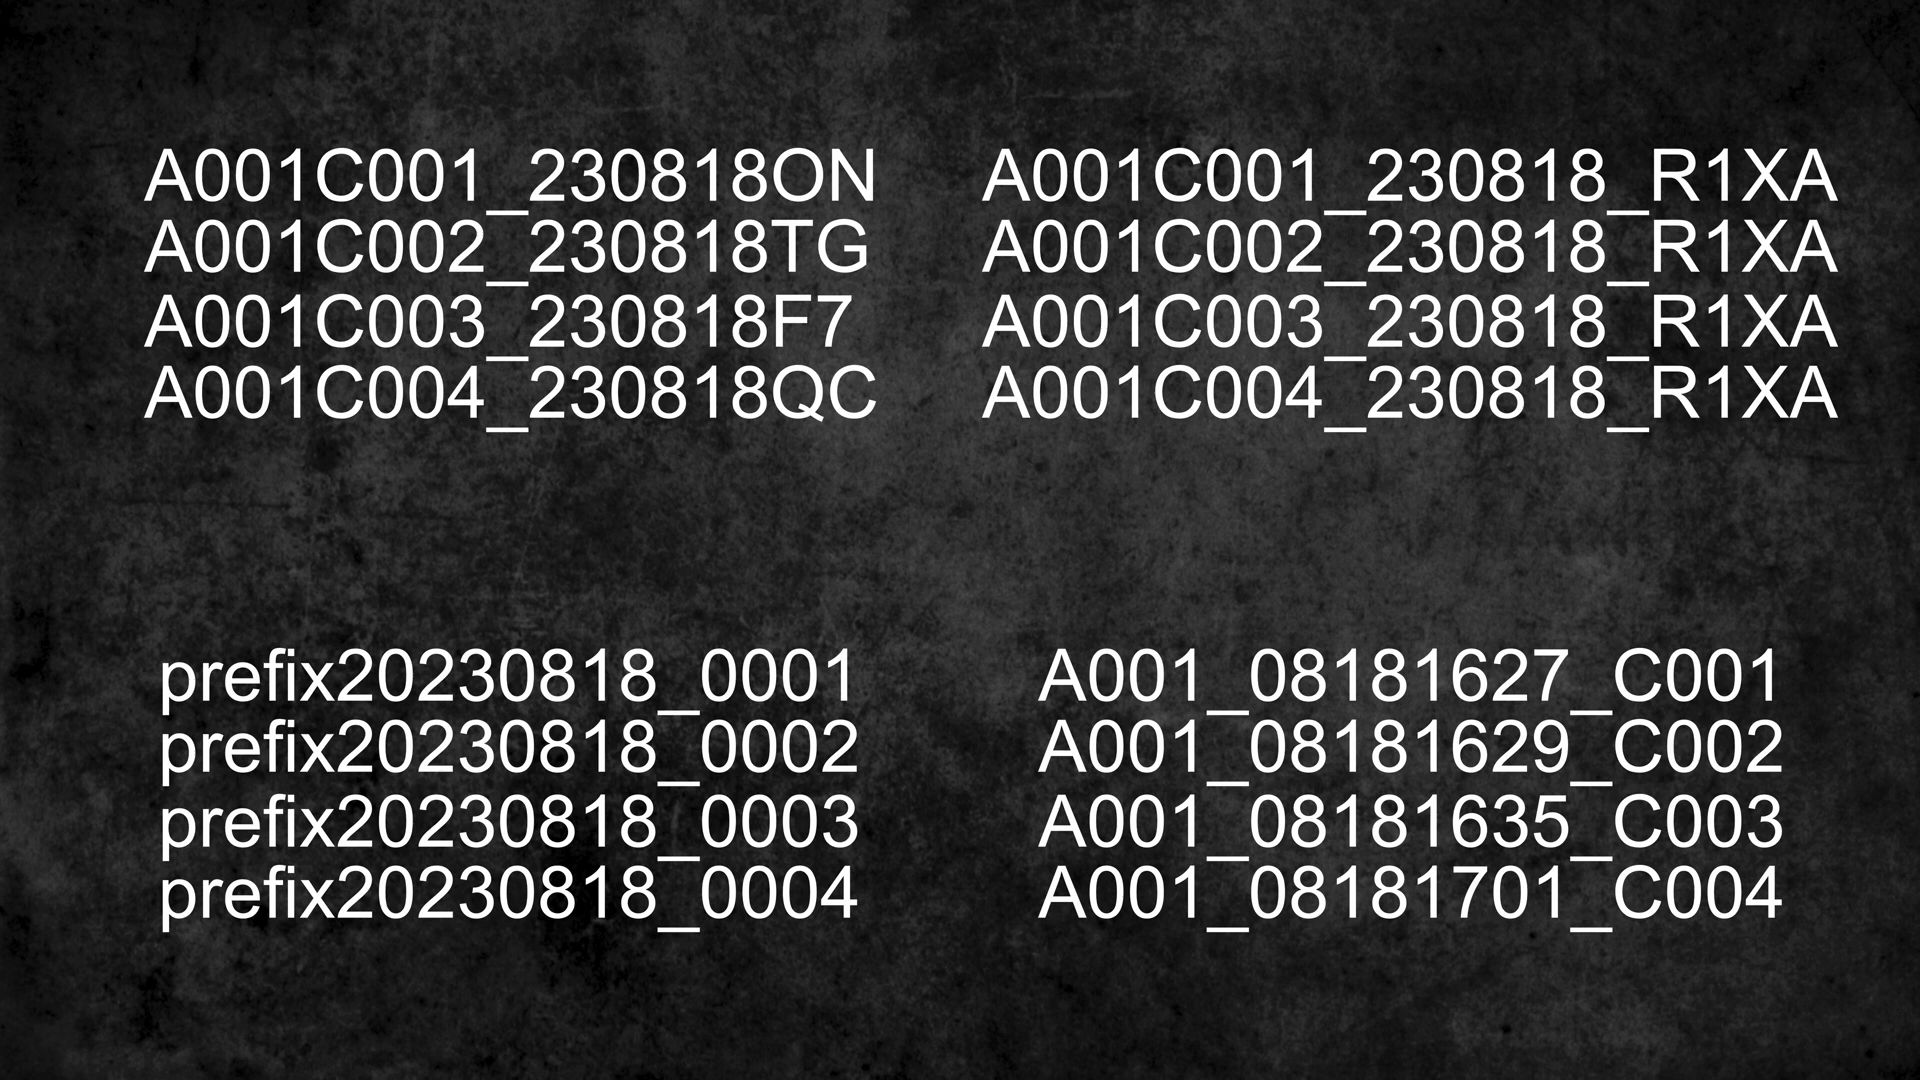 A001C001_230818ON
A001C002_230818TG
A001C003_230818F7
A001C004_230818QC
A001C001_230818_R1XA
A001C002_230818_R1XA
A001C003_230818_R1XA
A001C004_230818_R1XA
prefix20230818_0001
prefix20230818_0002
prefix20230818_0003
prefix20230818_0004
A001_08181627_C001
A001_08181629_C002
A001_08181635_C003
A001_08181701_C004